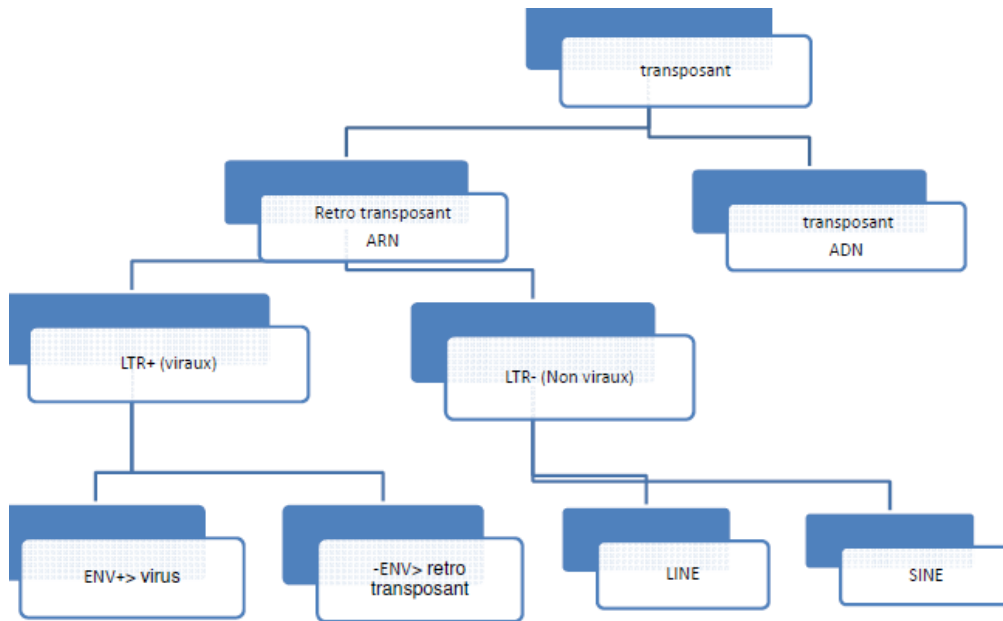 transposant
Retro transposant
ARN
transposant
ADN
LTR+ (viraux)
LTR- (Non viraux)
ENV+> virus
-ENV> retro
transposant
LINE
SINE